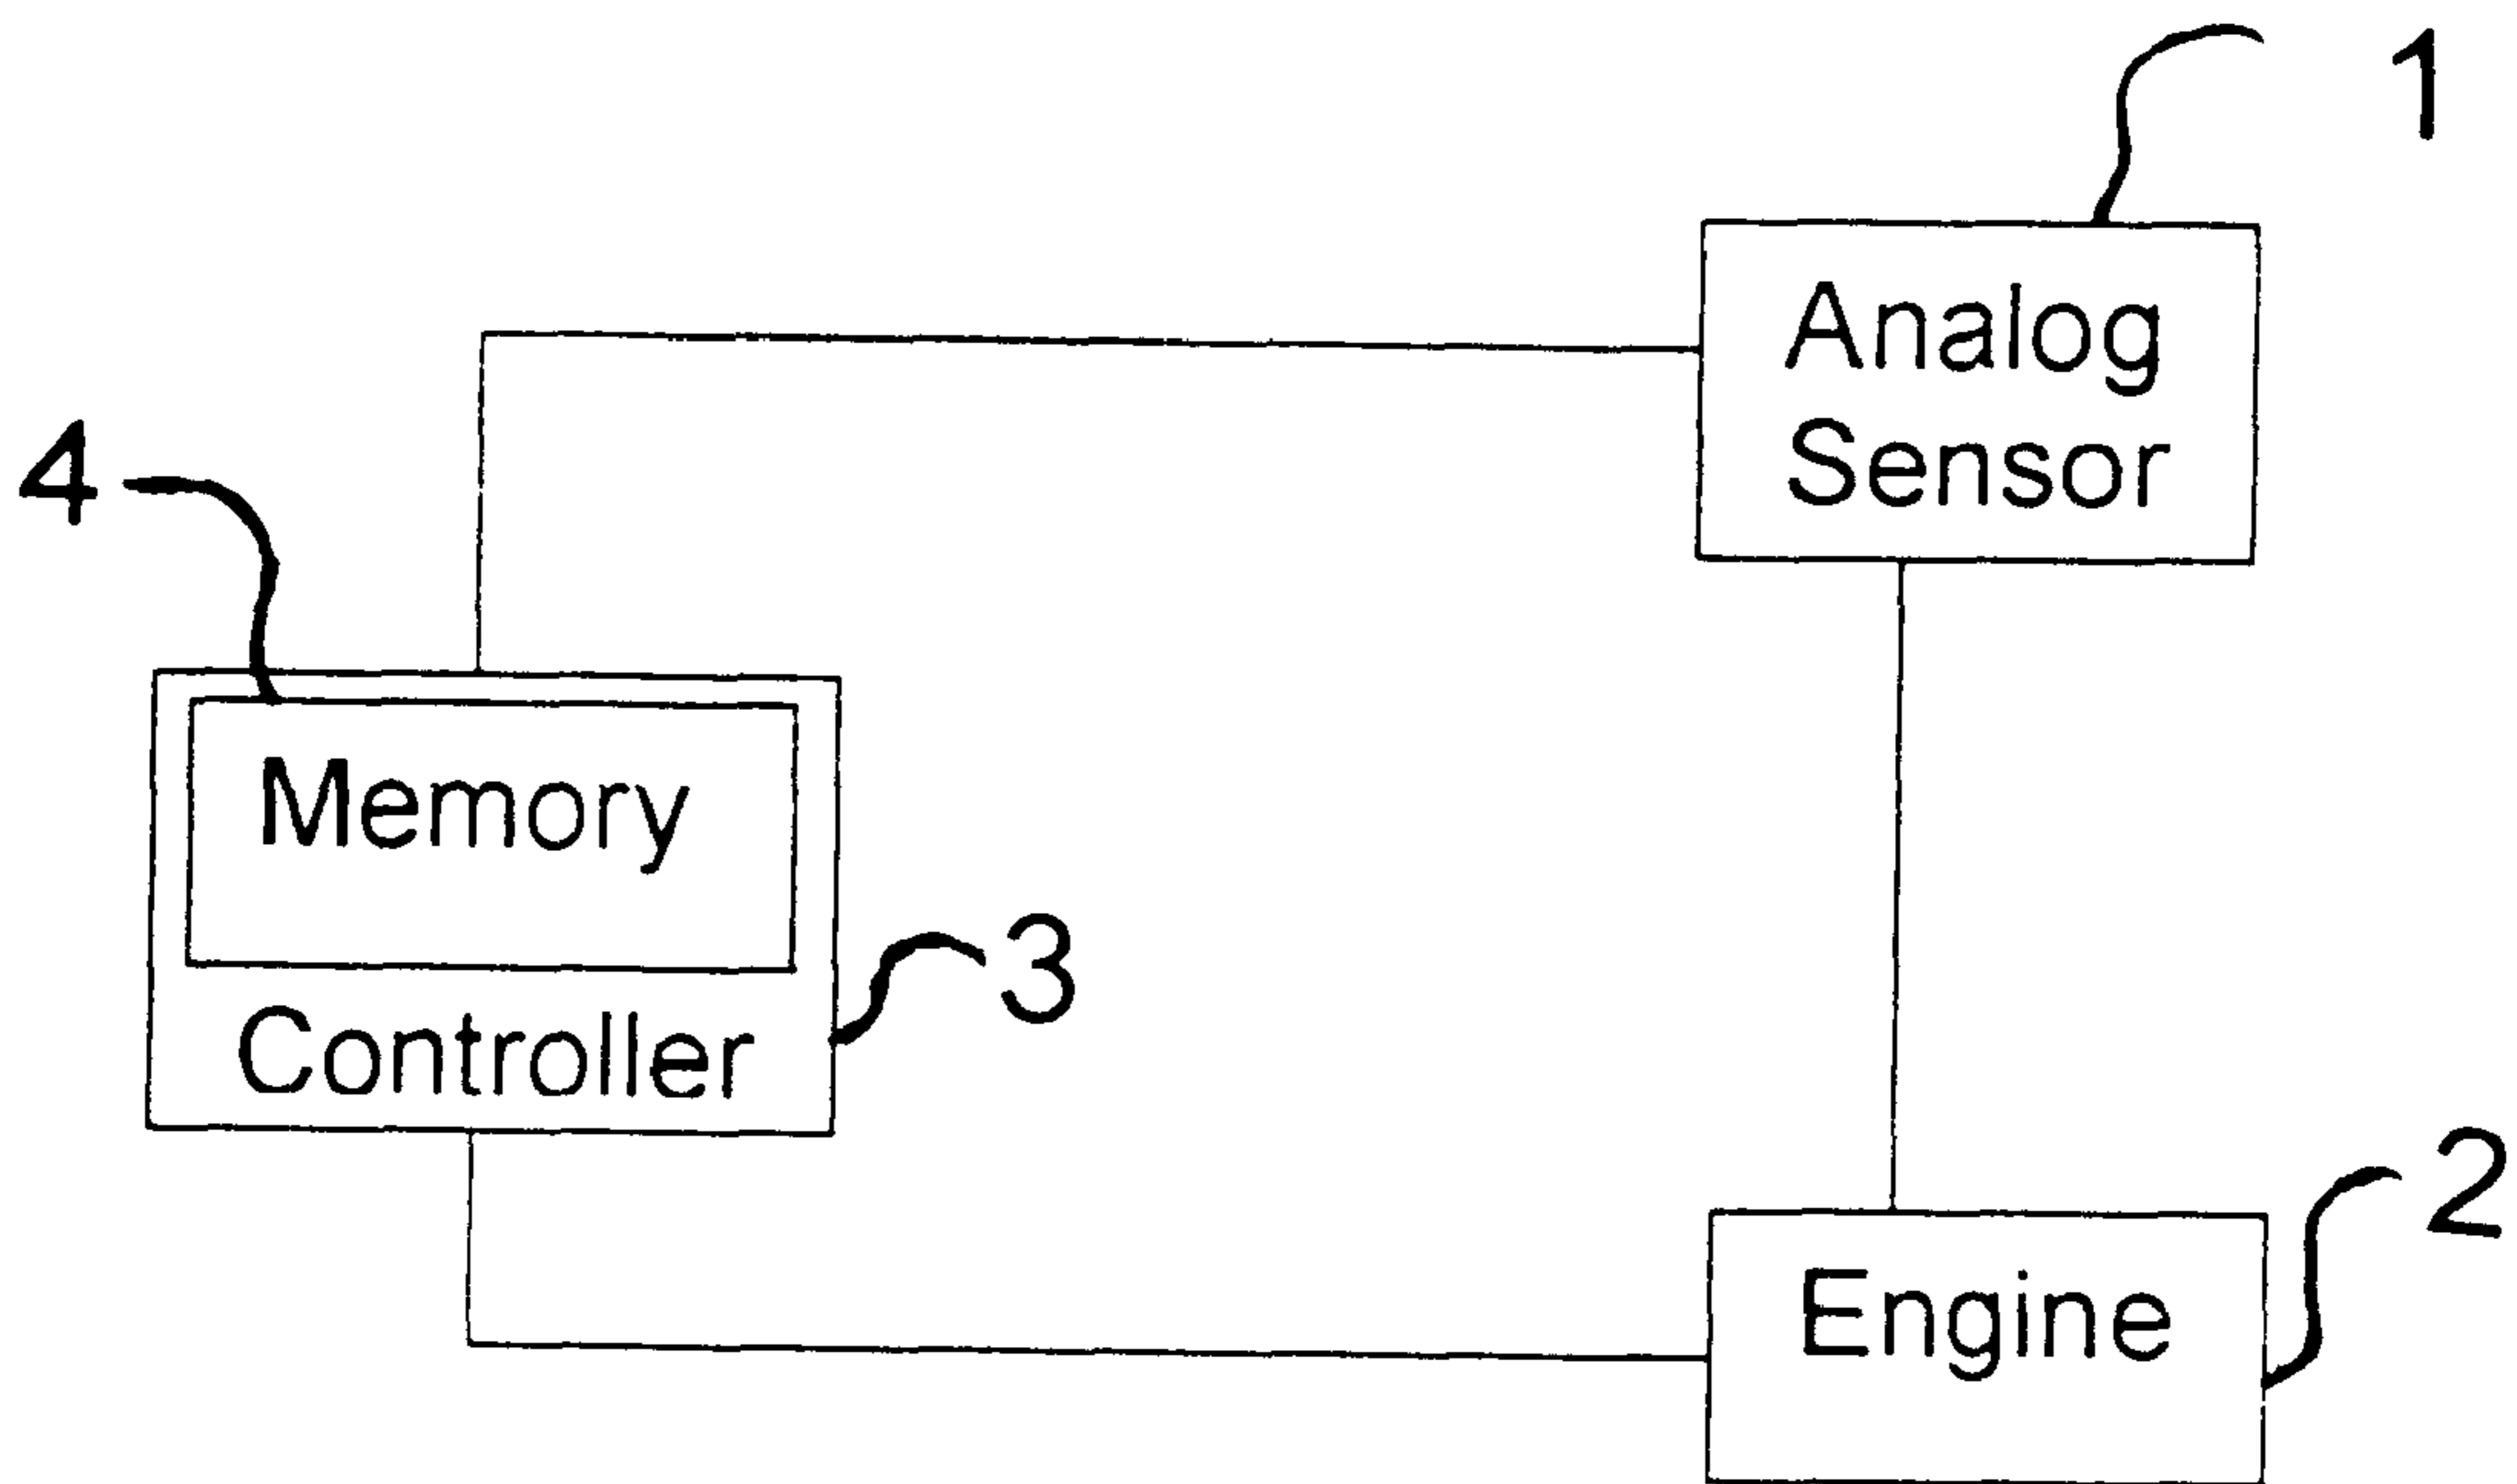 1
Analog
Sensor
4
Memory
3
Controller
2
Engine